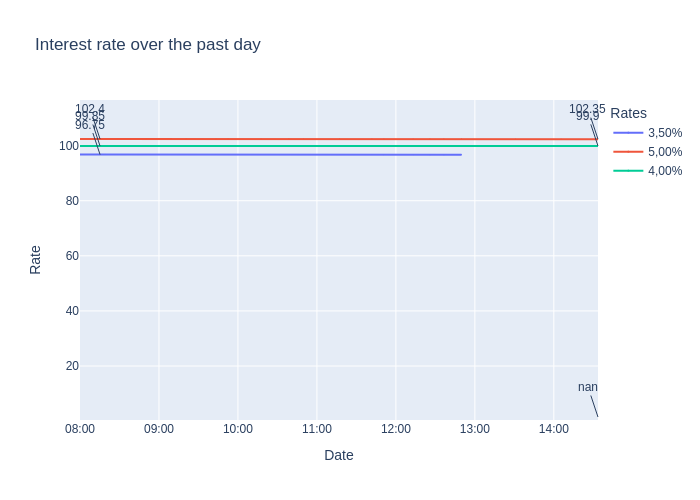 Interest rate over the past day
102.4
99.85
96.75
102.35
99.9
Rates
3,50%
5,00%
4,00%
100
80
60
40
20
Rate
nan
08:00 09:00 10:00 11:00 12:00 13:00 14:00
Date